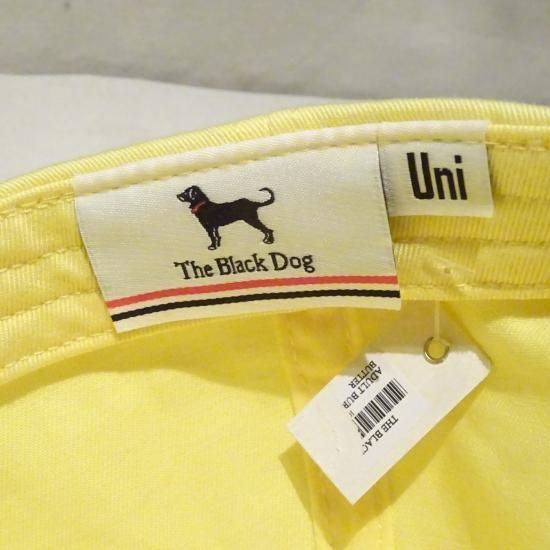 The Black Dog
Uni
ADULT BUR
BUTTER
THE BLAC